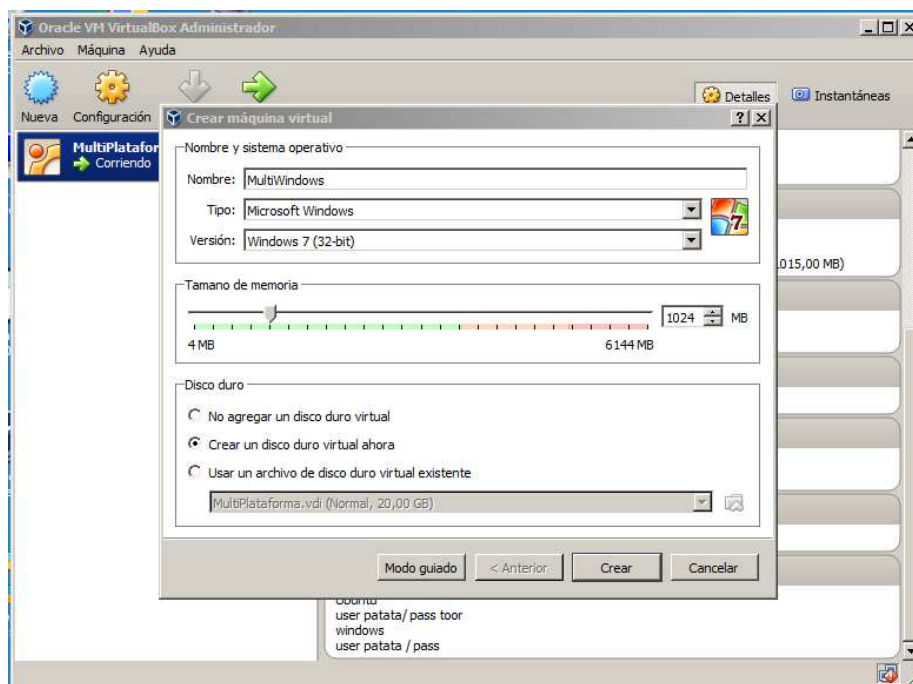 Oracle VM VirtualBox Administrador
Archivo Máquina Ayuda
Nueva Configuración
Detalles Instantáneas
MultiPlatafor
Corriendo
Crear máquina virtual
Nombre y sistema operativo
Nombre: MultiWindows
Tipo: Microsoft Windows
7
Versión: Windows 7 (32-bit)
015,00 MB)
Tamano de memoria
1024 MB
4 MB 6144 MB
Disco duro
No agregar un disco duro virtual
Crear un disco duro virtual ahora
Usar un archivo de disco duro virtual existente
MultiPlataforma.vdi (Normal, 20,00 GB)
Modo guiado < Anterior Crear Cancelar
ubuntu
user patata/ pass toor
windows
user patata / pass